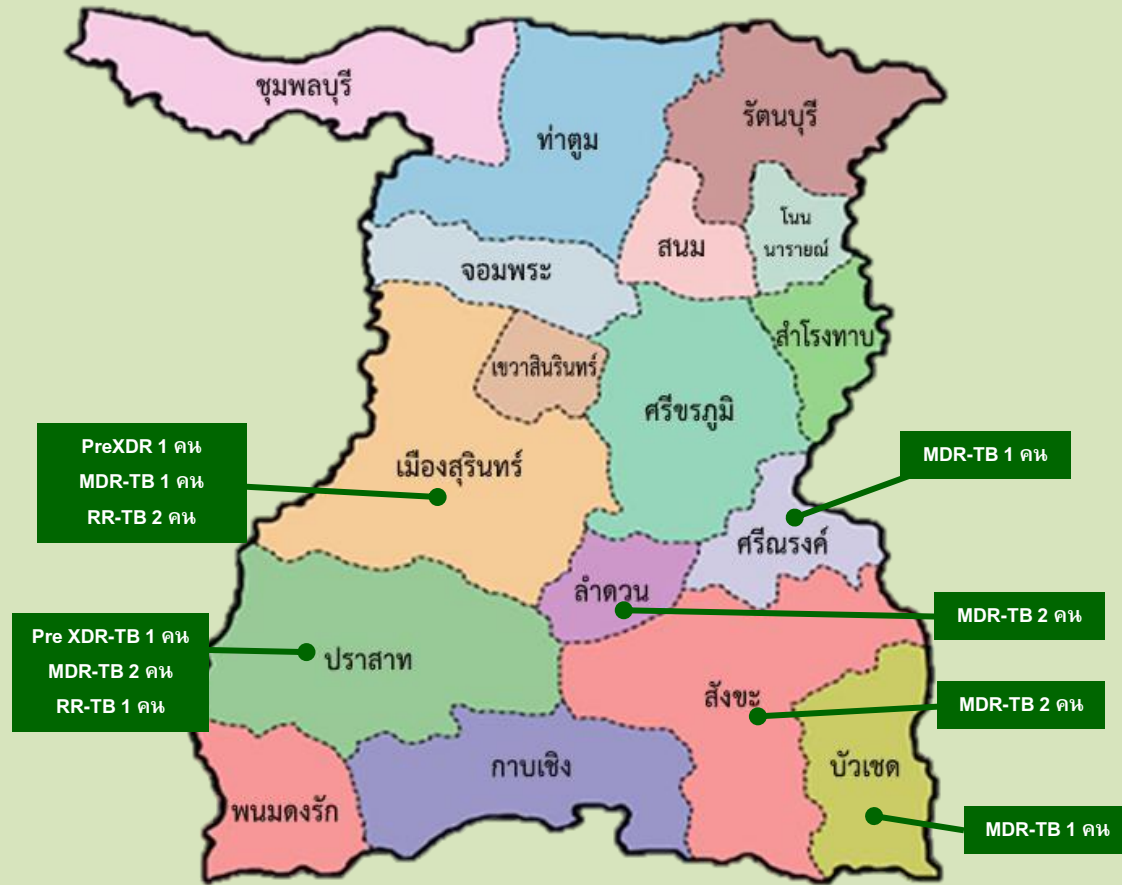 ชุมพลบุรี
ท่าตูม
รัตนบุรี
สนม
โนน
นารายณ์
จอมพระ
สำโรงทาบ
เขวาสินรินทร์
ศรีขรภูมิ
เมืองสุรินทร์
PreXDR 1 คน
MDR-TB 1 คน
RR-TB 2 คน
MDR-TB 1 คน
ศรีณรงค์
ลำดวน
MDR-TB 2 คน
Pre XDR-TB 1 คน
MDR-TB 2 คน
RR-TB 1 คน
ปราสาท
สังขะ
MDR-TB 2 คน
กาบเชิง
บัวเชด
พนมดงรัก
MDR-TB 1 คน